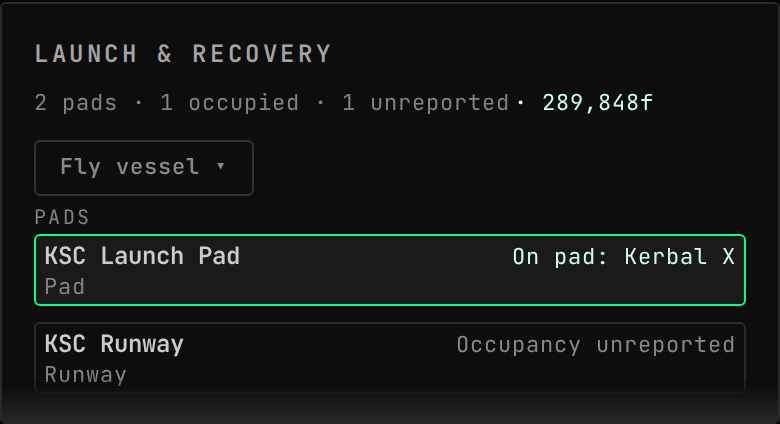 LAUNCH & RECOVERY
2 pads · 1 occupied · 1 unreported · 289,848f
Fly vessel ▾
PADS
KSC Launch Pad On pad: Kerbal X
Pad
KSC Runway Occupancy unreported
Runway